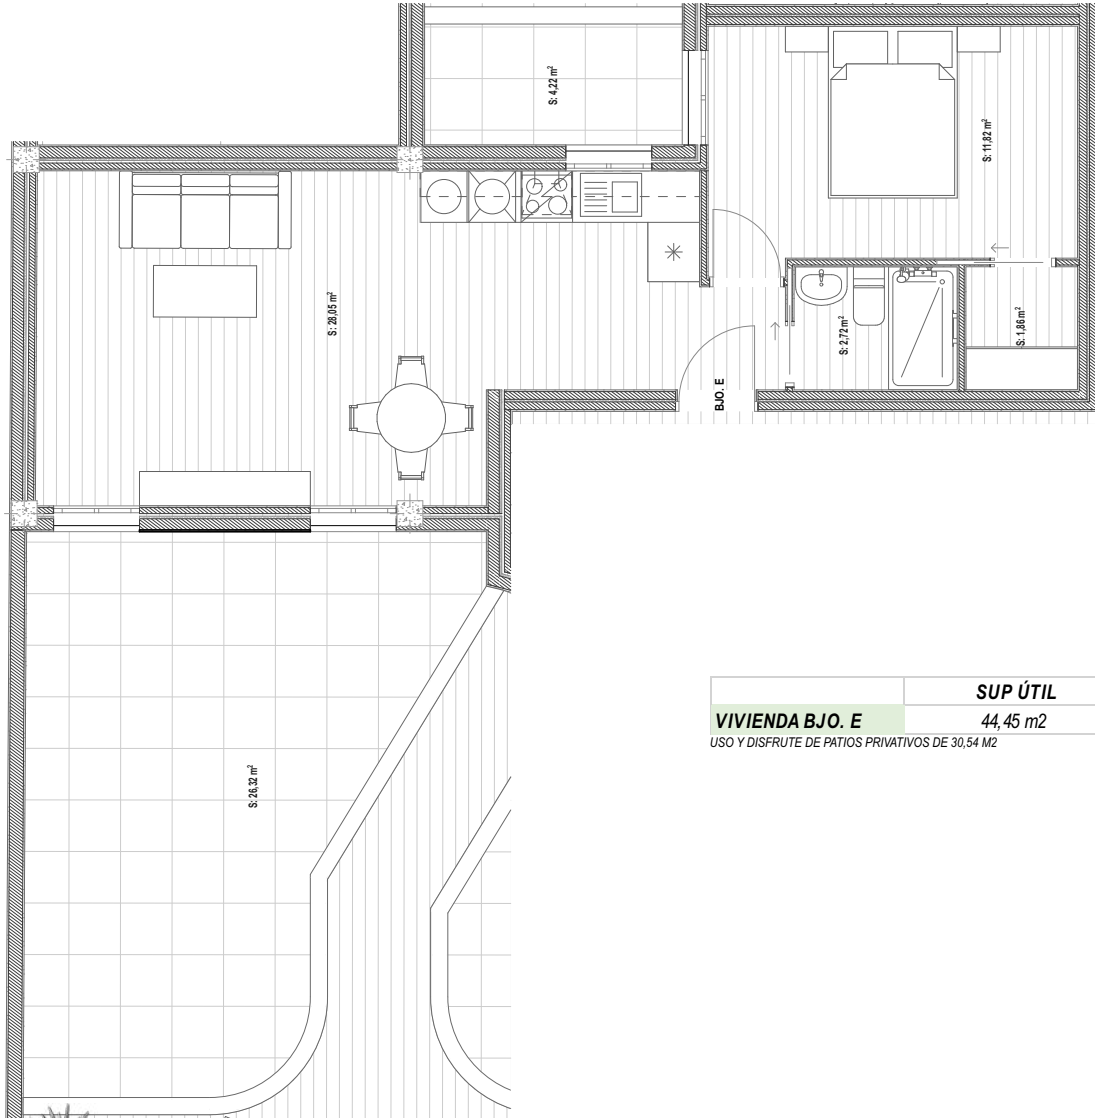 S: 4,22 m²
S: 11,82 m²
S: 28,05 m²
S: 1,86 m²
S: 2,72 m²
BJO. E
SUP ÚTIL
VIVIENDA BJO. E 44,45 m2
USO Y DISFRUTE DE PATIOS PRIVATIVOS DE 30,54 M2
S: 26,32 m²